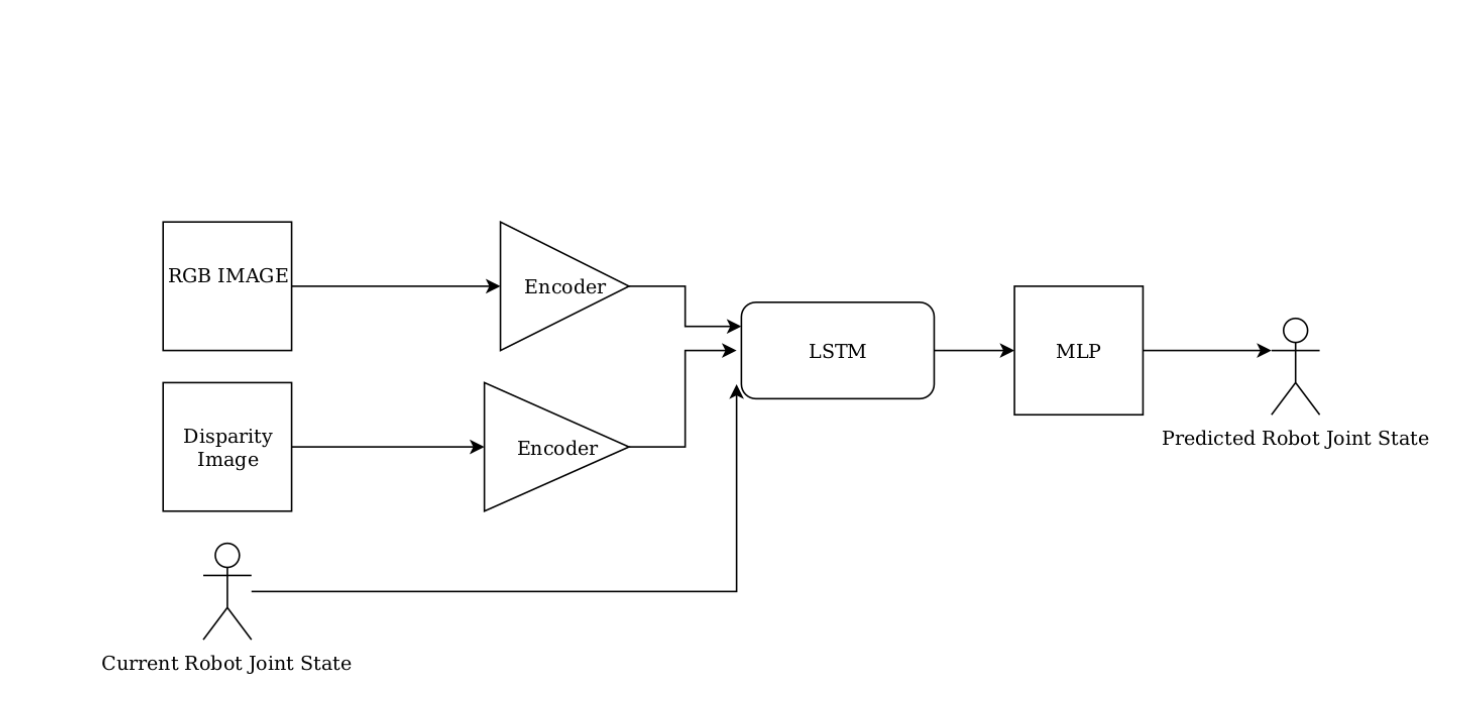 RGB IMAGE
Encoder
LSTM
MLP
Disparity
Image
Encoder
Predicted Robot Joint State
Current Robot Joint State